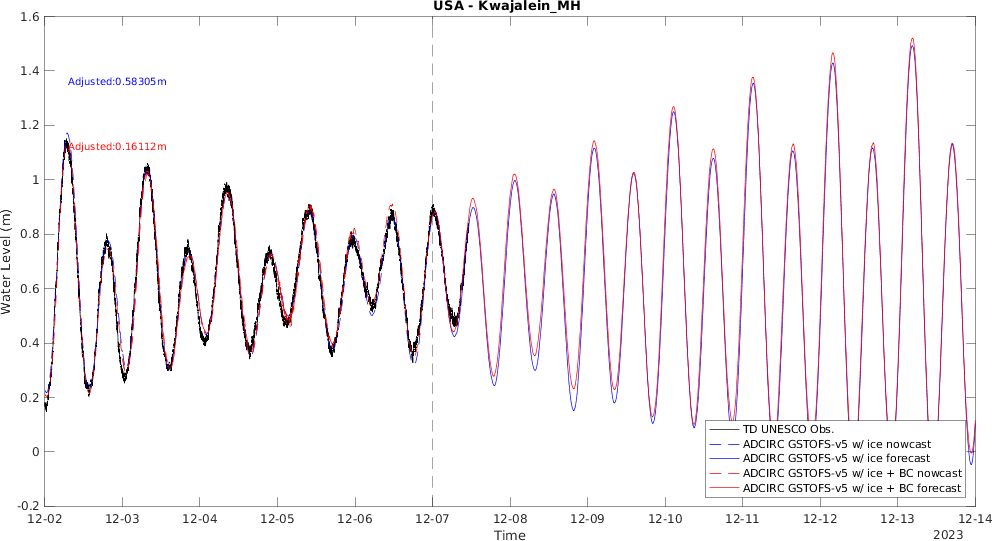 USA - Kwajalein_MH
1.6
1.4
1.2
1
0.8
0.6
0.4
0.2
0
-0.2
Water Level (m)
Adjusted:0.58305m
Adjusted:0.16112m
TD UNESCO Obs.
ADCIRC GSTOFS-v5 w/ ice nowcast
ADCIRC GSTOFS-v5 w/ ice forecast
ADCIRC GSTOFS-v5 w/ ice + BC nowcast
ADCIRC GSTOFS-v5 w/ ice + BC forecast
12-02 12-03 12-04 12-05 12-06 12-07 12-08 12-09 12-10 12-11 12-12 12-13 12-14
Time
2023